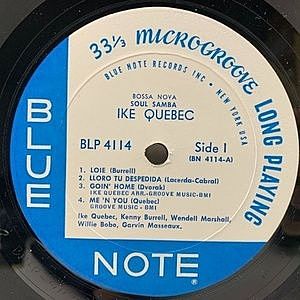 33⅓ MICROGROOVE LONG PLAYING
BLUE NOTE RECORDS INC • NEW YORK, USA
BOSSA NOVA
SOUL SAMBA
IKE QUEBEC
BLP 4114
Side 1
(BN 4114-A)
1. LOIE (Burrell)
2. LLORO TU DESPEDIDA (Lacerda-Cabral)
3. GOIN' HOME (Dvorak)
IKE QUEBEC ARR.-GROOVE MUSIC-BMI
4. ME 'N YOU (Quebec)
GROOVE MUSIC - BMI
Ike Quebec, Kenny Burrell, Wendell Marshall,
Willie Bobo, Garvin Masseaux.
BLUE
NOTE
®